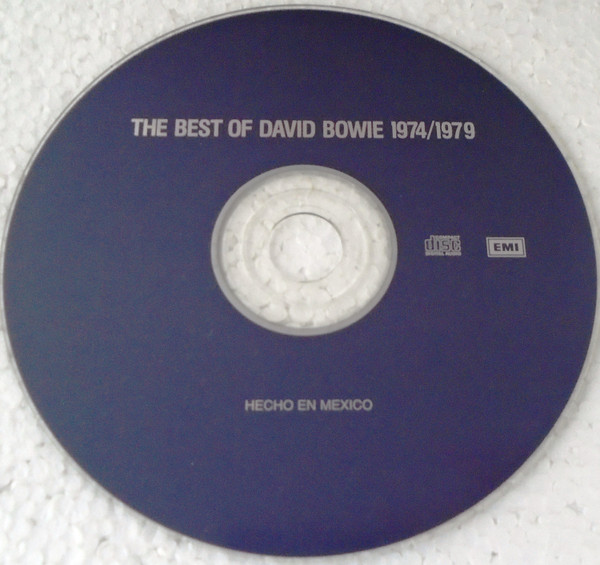 THE BEST OF DAVID BOWIE 1974/1979
disc
EMI
HECHO EN MEXICO